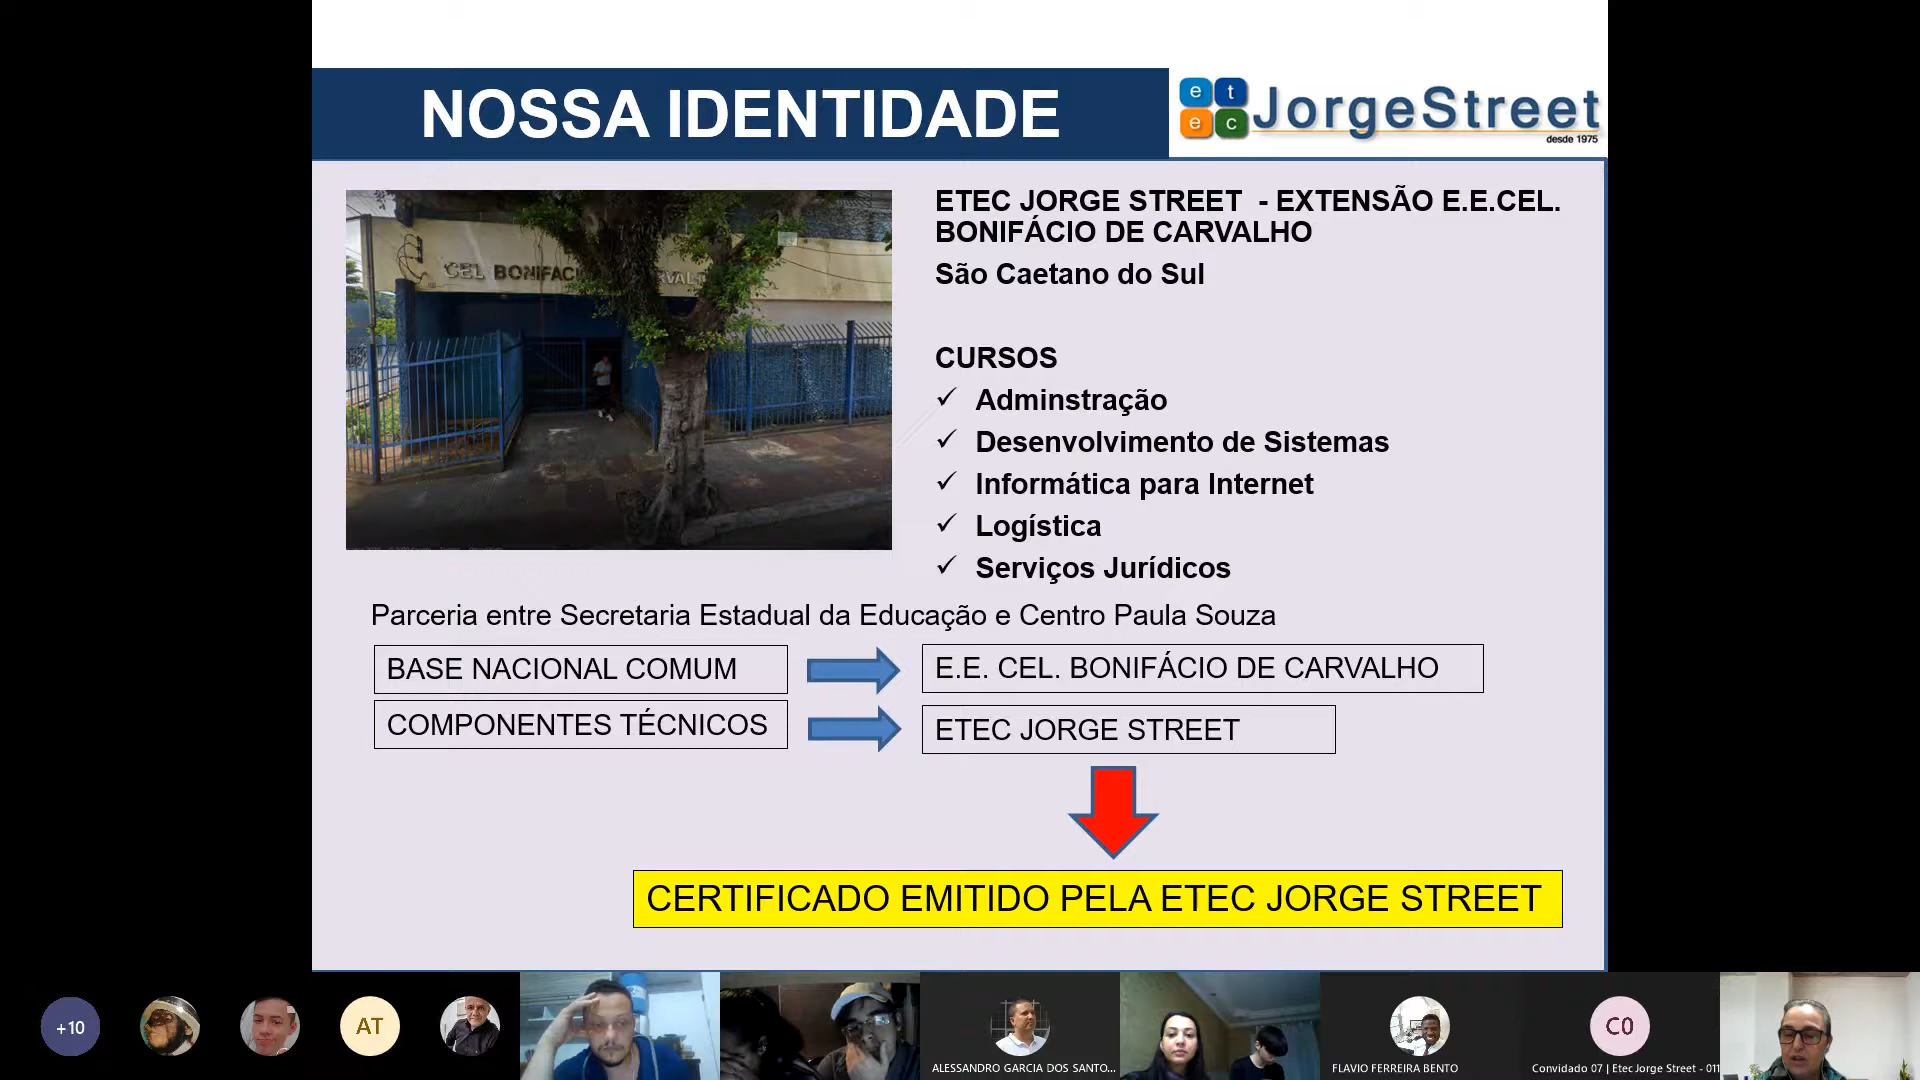 NOSSA IDENTIDADE
e t
e c
JorgeStreet
desde 1975
CEL BONIFACI
ETEC JORGE STREET - EXTENSÃO E.E.CEL.
BONIFÁCIO DE CARVALHO
São Caetano do Sul
CURSOS
✓ Adminstração
✓ Desenvolvimento de Sistemas
✓ Informática para Internet
✓ Logística
✓ Serviços Jurídicos
Parceria entre Secretaria Estadual da Educação e Centro Paula Souza
BASE NACIONAL COMUM
E.E. CEL. BONIFÁCIO DE CARVALHO
COMPONENTES TÉCNICOS
ETEC JORGE STREET
CERTIFICADO EMITIDO PELA ETEC JORGE STREET
+10
AT
C0
ALESSANDRO GARCIA DOS SANTO...
FLAVIO FERREIRA BENTO
Convidado 07 | Etec Jorge Street - 011